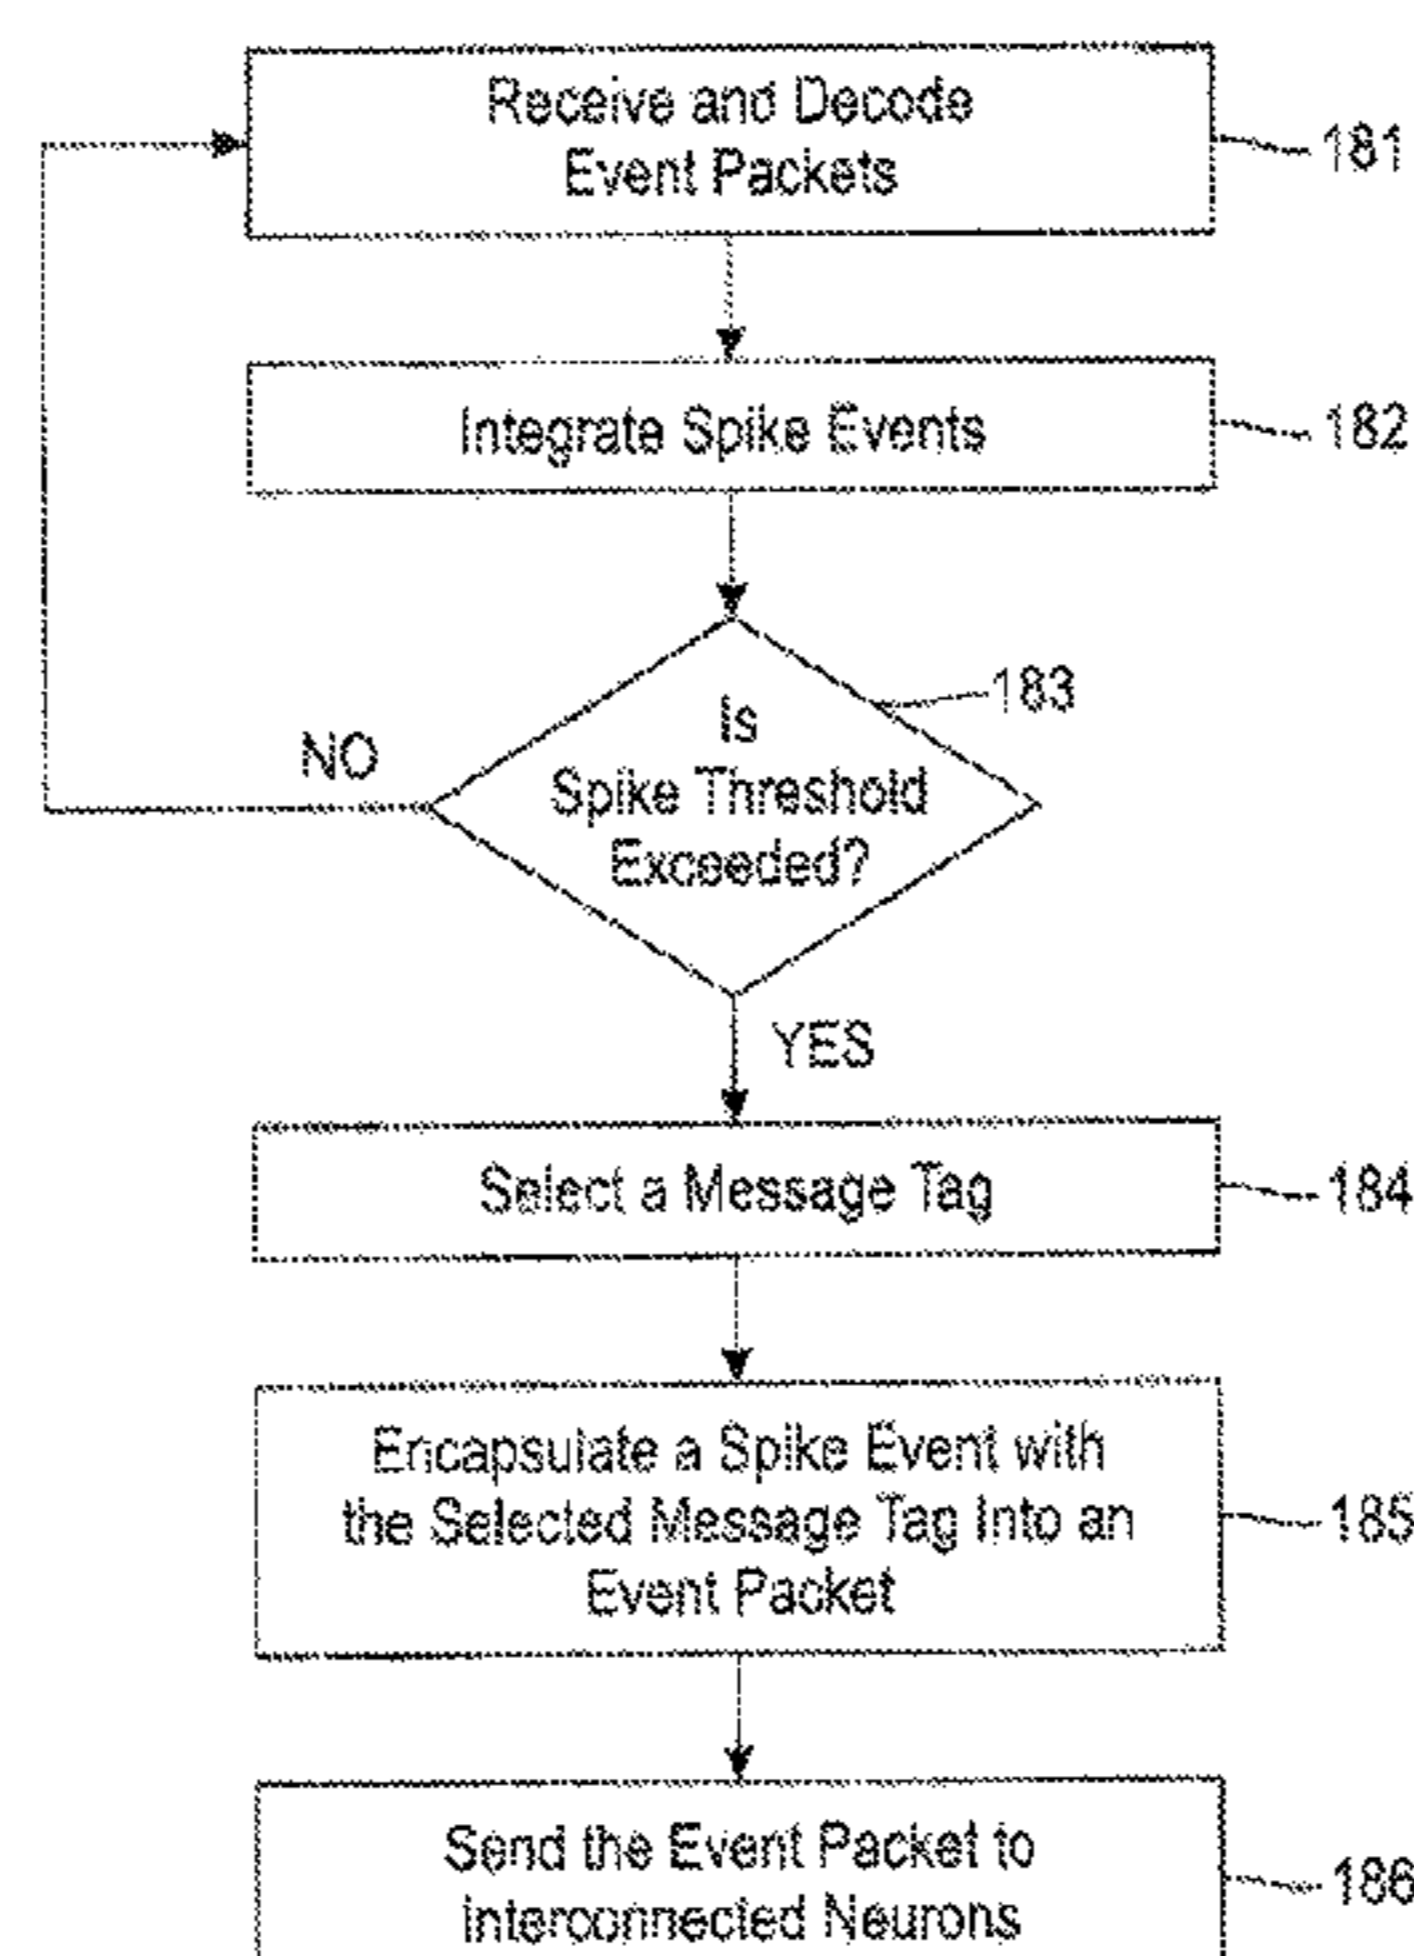 Receive and Decode
Event Packets
181
Integrate Spike Events
182
183
Is
Spike Threshold
Exceeded?
NO
YES
Select a Message Tag
184
Encapsulate a Spike Event with
the Selected Message Tag Into an
Event Packet
185
Send the Event Packet to
Interconnected Neurons
186